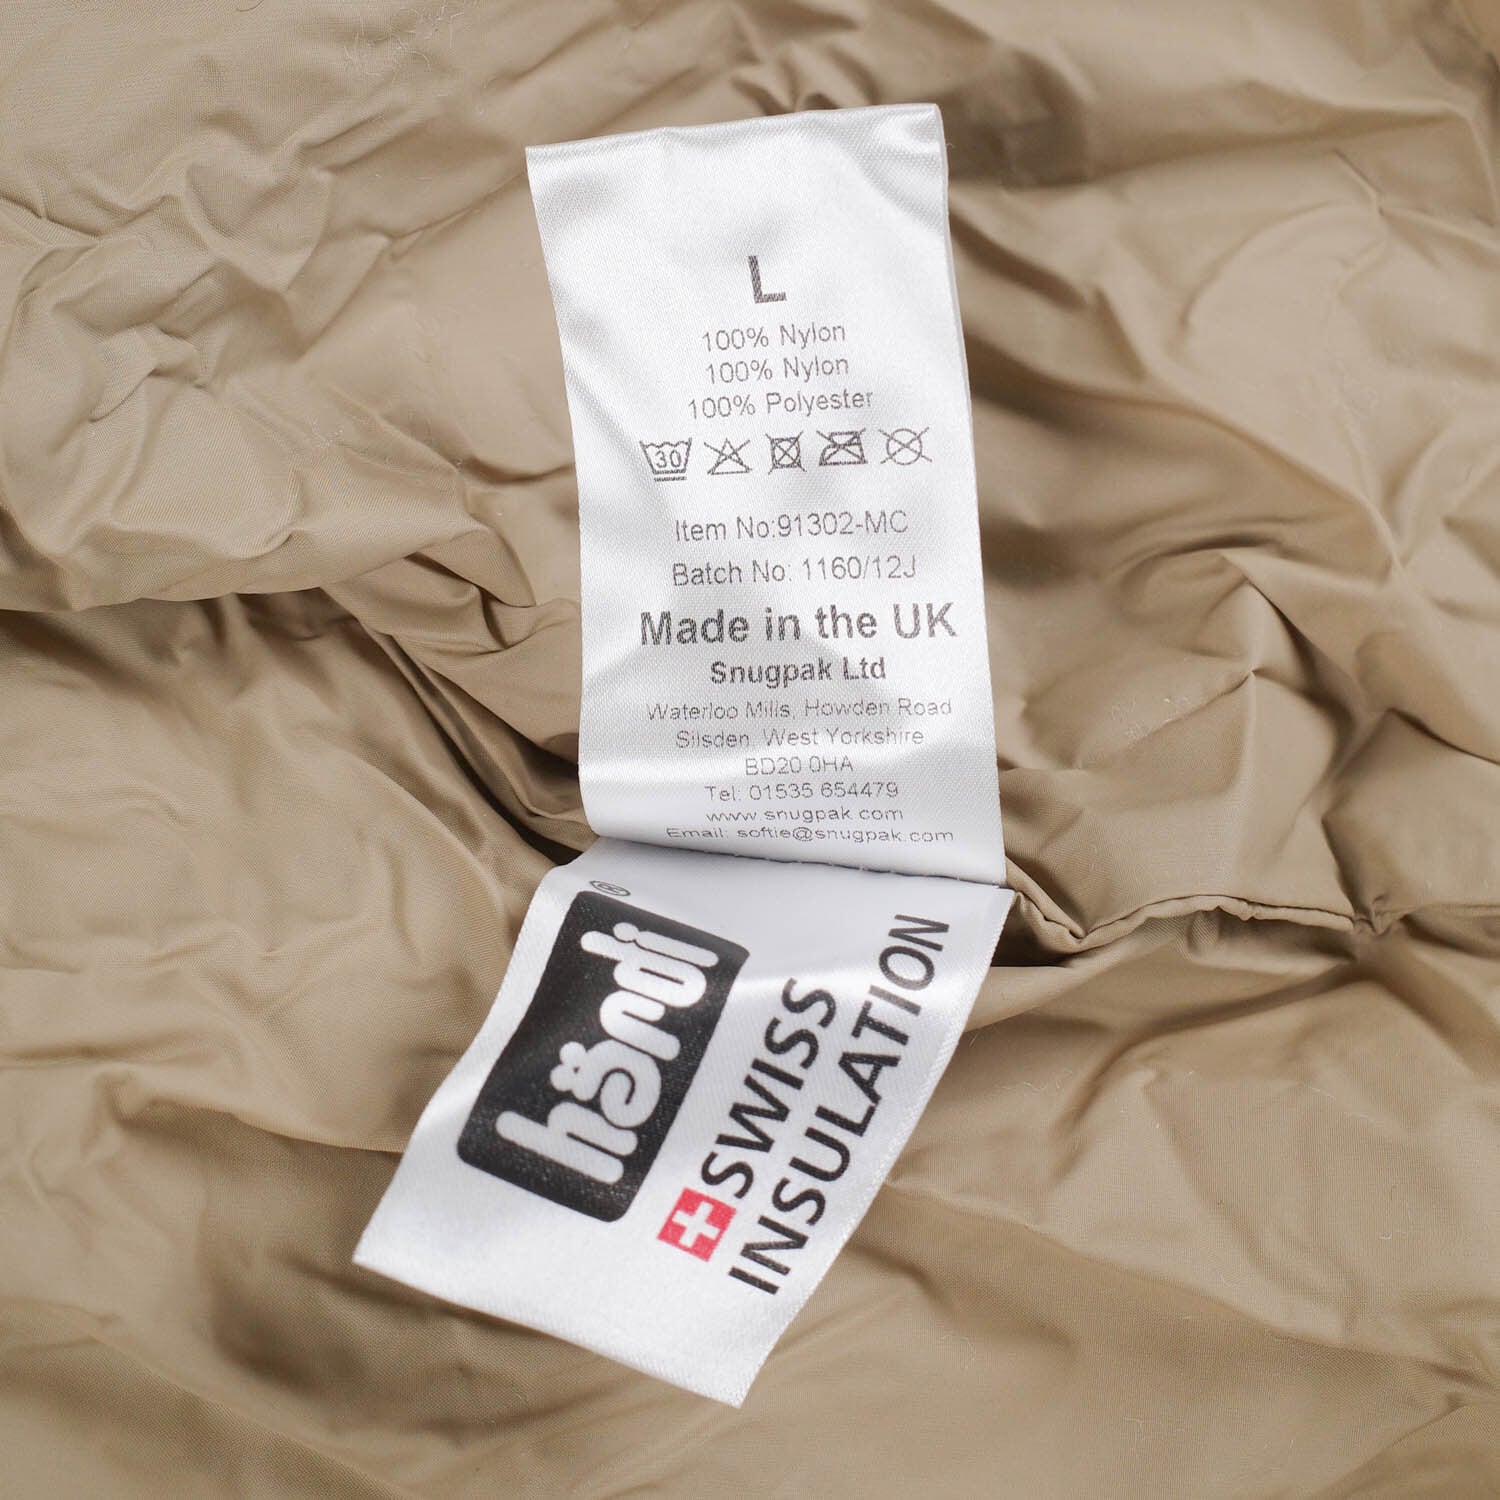 L
100% Nylon
100% Nylon
100% Polyester
30
Item No:91302-MC
Batch No: 1160/12J
Made in the UK
Snugpak Ltd
Waterloo Mills, Howden Road
Silsden, West Yorkshire
BD20 0HA
Tel: 01535 654479
www.snugpak.com
Email: softie@snugpak.com
hördi®
SWISS
INSULATION